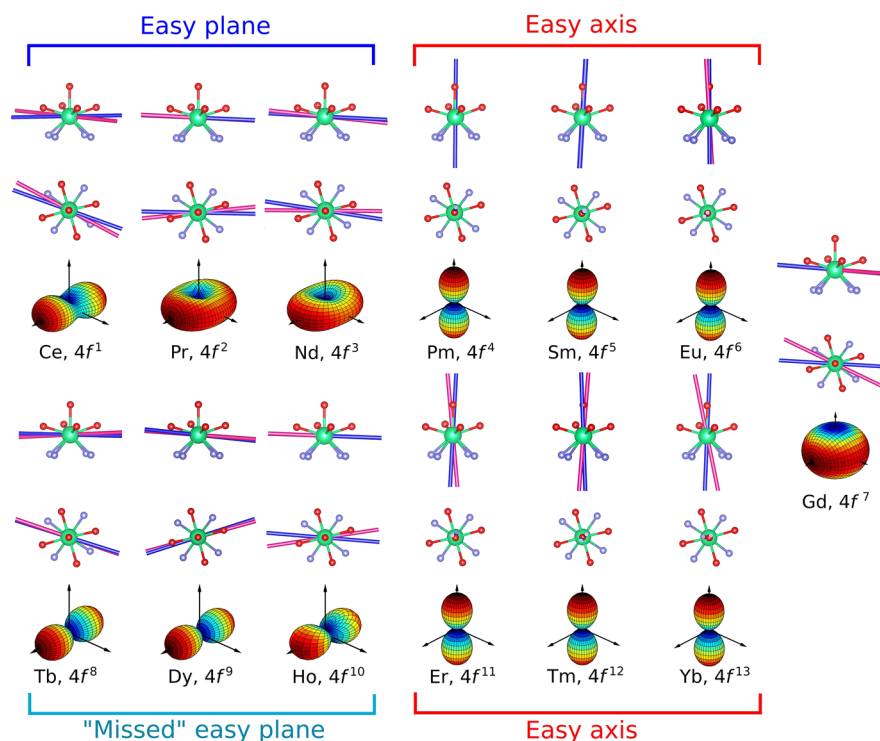 Easy plane
Easy axis
Ce, 4f¹
Pr, 4f²
Nd, 4f³
Pm, 4f⁴
Sm, 4f⁵
Eu, 4f⁶
Gd, 4f⁷
Tb, 4f⁸
Dy, 4f⁹
Ho, 4f¹⁰
Er, 4f¹¹
Tm, 4f¹²
Yb, 4f¹³
"Missed" easy plane
Easy axis